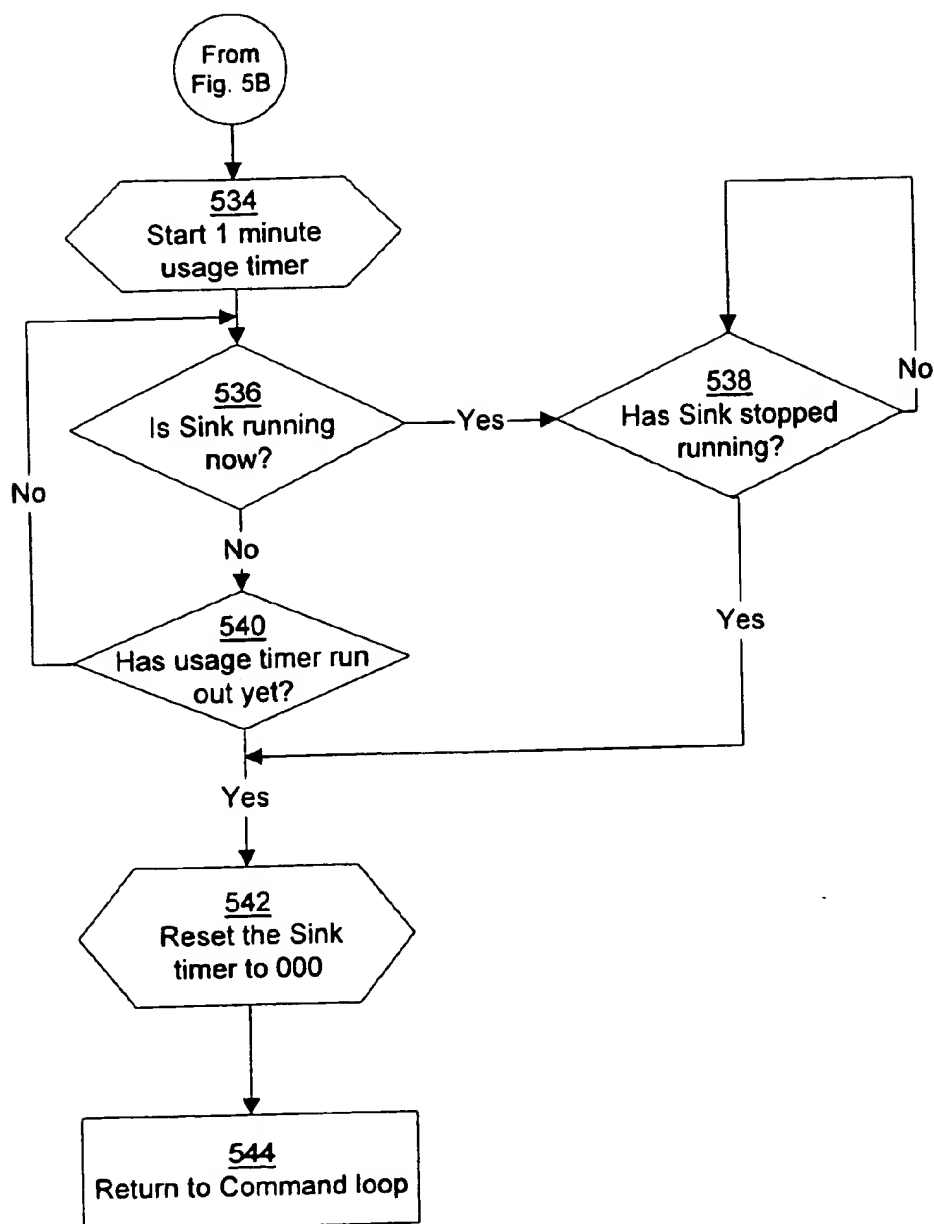 From
Fig. 5B
534
Start 1 minute
usage timer
536
Is Sink running
now?
Yes
538
Has Sink stopped
running?
No
No
No
540
Has usage timer run
out yet?
Yes
Yes
542
Reset the Sink
timer to 000
544
Return to Command loop